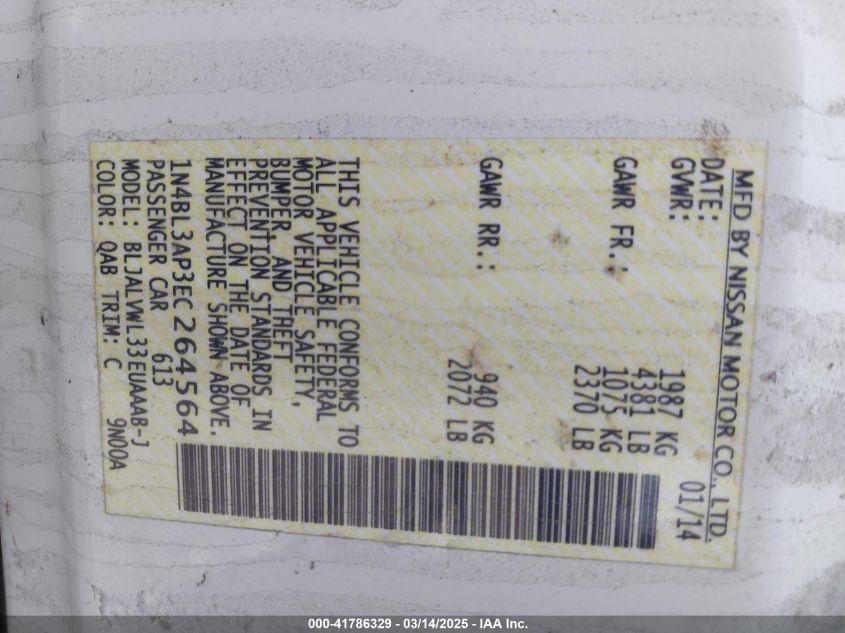 MFD BY NISSAN MOTOR CO., LTD.
DATE: 01/14
GVWR: 1987 KG
4381 LB
GAWR FR.: 1075 KG
2370 LB
GAWR RR.: 940 KG
2072 LB
THIS VEHICLE CONFORMS TO
ALL APPLICABLE FEDERAL
MOTOR VEHICLE SAFETY,
BUMPER AND THEFT
PREVENTION STANDARDS IN
EFFECT ON THE DATE OF
MANUFACTURE SHOWN ABOVE.
1N4BL3AP3EC264564
PASSENGER CAR 613
MODEL: BLJALVWL33EUAAAB-J
COLOR: QAB TRIM: C 9N00A
000-41786329 - 03/14/2025 - IAA Inc.